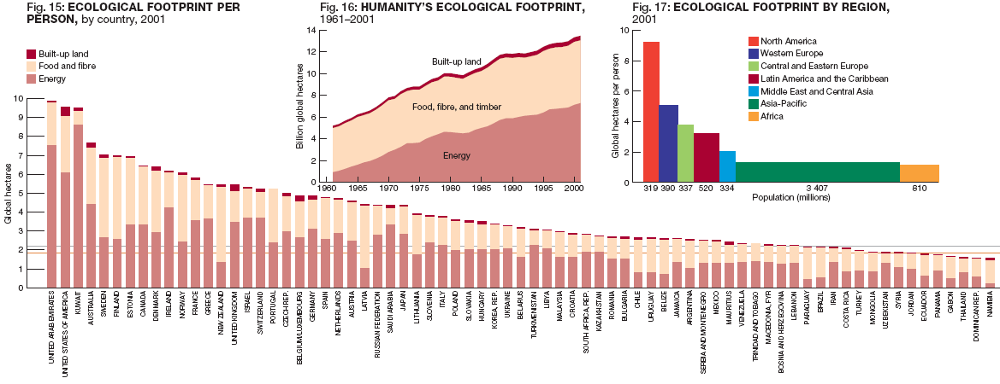 Fig. 15: ECOLOGICAL FOOTPRINT PER
PERSON, by country, 2001
Built-up land
Food and fibre
Energy
Global hectares
10
9
8
7
6
5
4
3
2
1
0
UNITED ARAB EMIRATES
UNITED STATES OF AMERICA
KUWAIT
AUSTRALIA
SWEDEN
FINLAND
ESTONIA
CANADA
DENMARK
IRELAND
NORWAY
FRANCE
GREECE
NEW ZEALAND
UNITED KINGDOM
ISRAEL
SWITZERLAND
PORTUGAL
CZECH REP.
BELGIUM/LUXEMBOURG
GERMANY
SPAIN
NETHERLANDS
AUSTRIA
LATVIA
RUSSIAN FEDERATION
SAUDI ARABIA
JAPAN
LITHUANIA
SLOVENIA
ITALY
POLAND
SLOVAKIA
HUNGARY
KOREA, REP.
UKRAINE
BELARUS
TURKMENISTAN
LIBYA
MALAYSIA
CROATIA
SOUTH AFRICA, REP.
KAZAKHSTAN
ROMANIA
BULGARIA
CHILE
URUGUAY
BELIZE
JAMAICA
ARGENTINA
SERBIA AND MONTENEGRO
MEXICO
MAURITIUS
VENEZUELA
TRINIDAD AND TOBAGO
MACEDONIA, FYR
BOSNIA AND HERZEGOVINA
LEBANON
PARAGUAY
BRAZIL
IRAN
COSTA RICA
TURKEY
MONGOLIA
UZBEKISTAN
SYRIA
JORDAN
ECUADOR
PANAMA
GABON
THAILAND
DOMINICAN REP.
NAMIBIA
Fig. 16: HUMANITY'S ECOLOGICAL FOOTPRINT,
1961–2001
Billion global hectares
14
12
10
8
6
4
2
0
Built-up land
Food, fibre, and timber
Energy
1960 1965 1970 1975 1980 1985 1990 1995 2000
Fig. 17: ECOLOGICAL FOOTPRINT BY REGION,
2001
Global hectares per person
10
8
6
4
2
0
North America
Western Europe
Central and Eastern Europe
Latin America and the Caribbean
Middle East and Central Asia
Asia-Pacific
Africa
319 390 337 520 334 3 407 810
Population (millions)